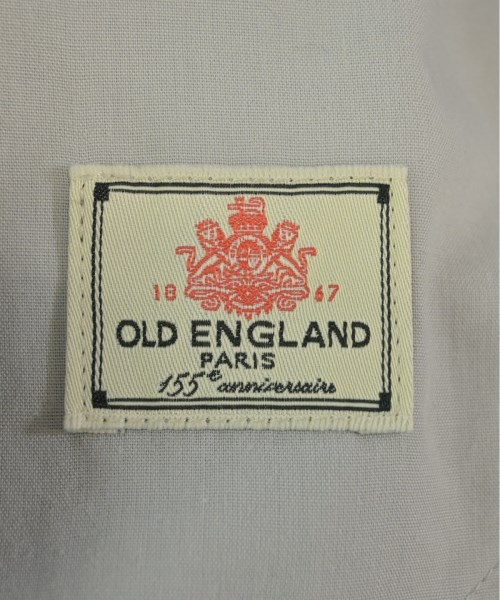 18 67
OLD ENGLAND
PARIS
155e anniversaire